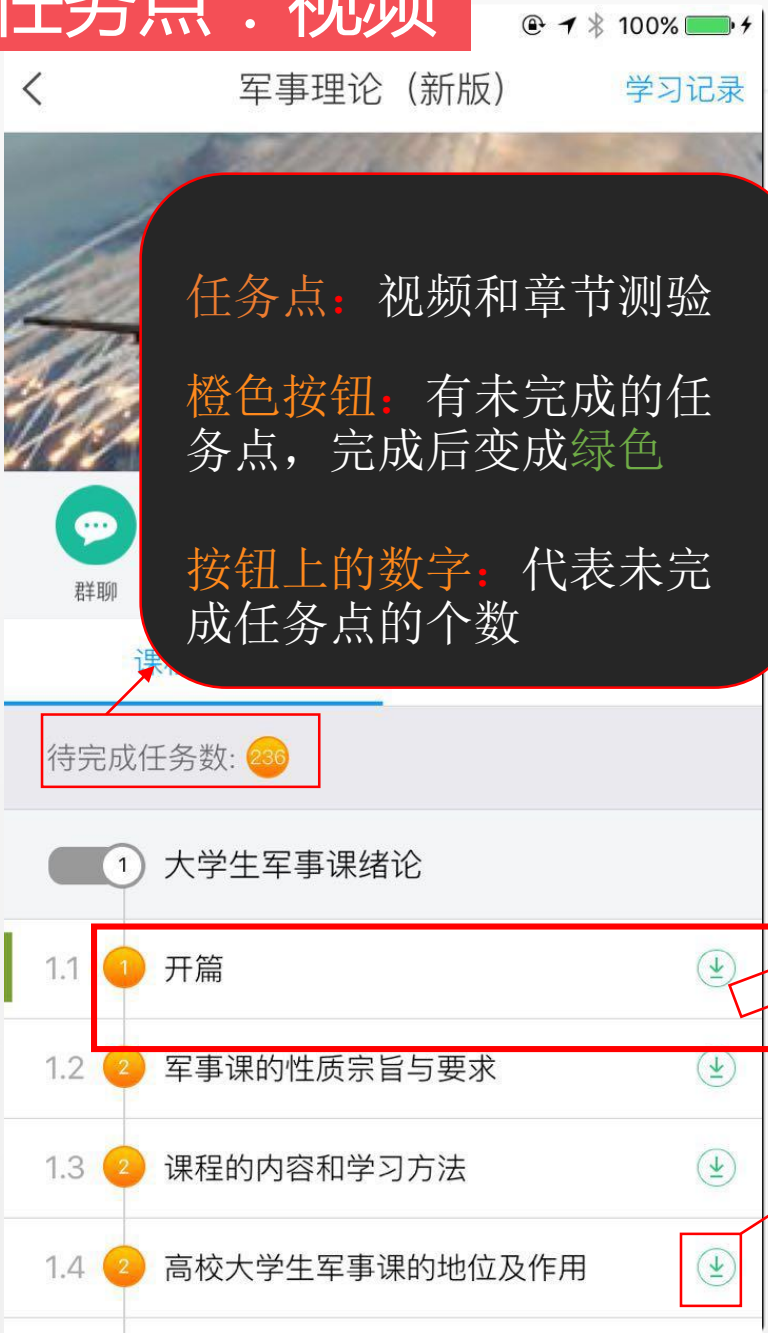 任务点：视频
100%
军事理论（新版）
学习记录
任务点：视频和章节测验
橙色按钮：有未完成的任
务点，完成后变成绿色
按钮上的数字：代表未完
成任务点的个数
群聊
课
待完成任务数: 236
1 大学生军事课绪论
1.1 1 开篇
1.2 2 军事课的性质宗旨与要求
1.3 2 课程的内容和学习方法
1.4 2 高校大学生军事课的地位及作用